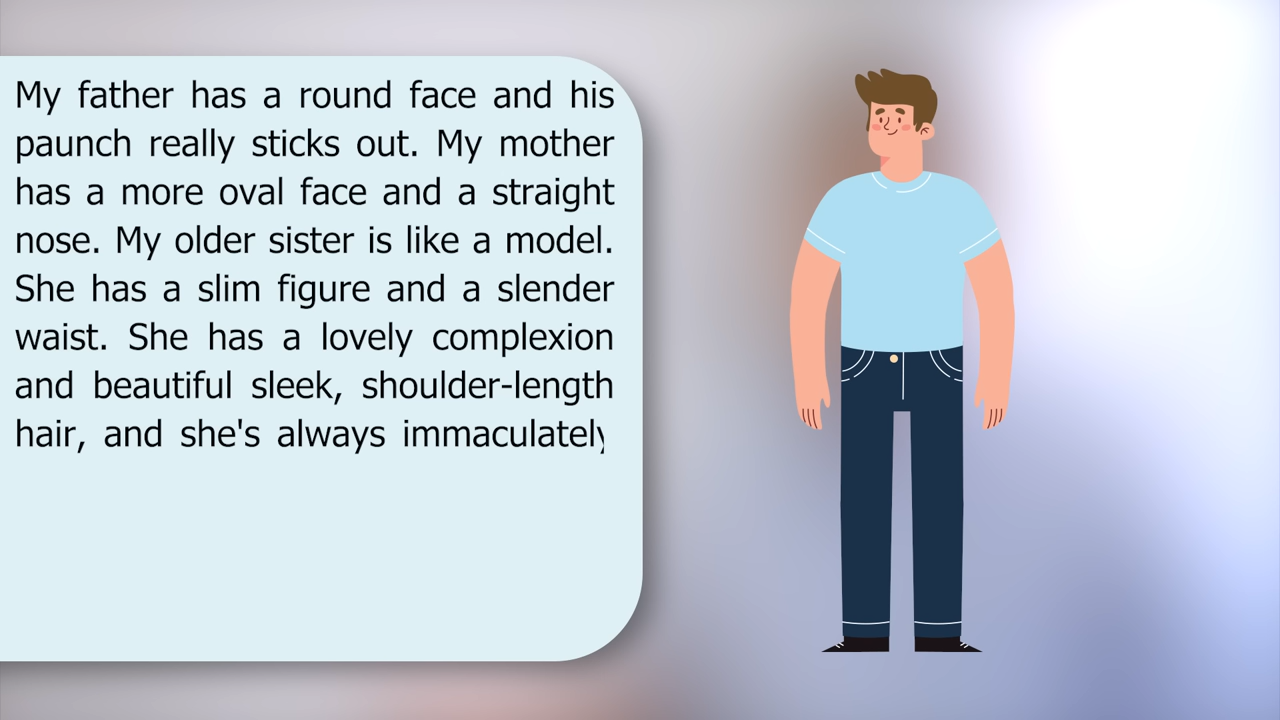 My father has a round face and his
paunch really sticks out. My mother
has a more oval face and a straight
nose. My older sister is like a model.
She has a slim figure and a slender
waist. She has a lovely complexion
and beautiful sleek, shoulder-length
hair, and she's always immaculately